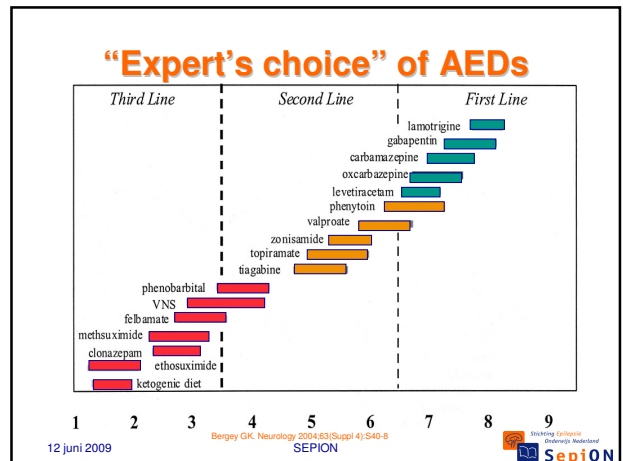 “Expert’s choice” of AEDs
Third Line Second Line First Line
lamotrigine
gabapentin
carbamazepine
oxcarbazepine
levetiracetam
phenytoin
valproate
zonisamide
topiramate
tiagabine
phenobarbital
VNS
felbamate
methsuximide
clonazepam
ethosuximide
ketogenic diet
1 2 3 4 5 6 7 8 9
Bergey GK. Neurology 2004;63(Suppl 4):S40-8
12 juni 2009 SEPION
Stichting Epilepsie
Onderwijs Nederland
SepiON